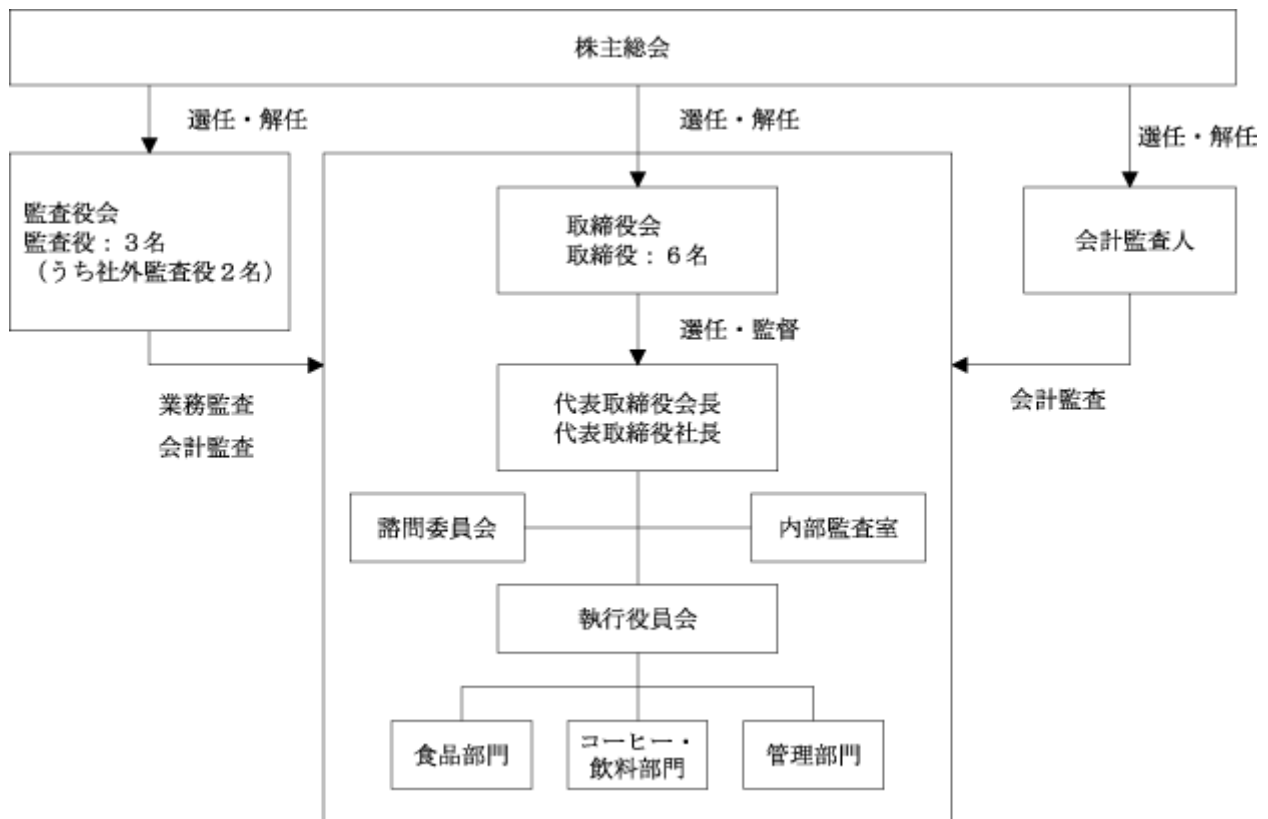 株主総会
選任・解任
選任・解任
選任・解任
監査役会
監査役：３名
（うち社外監査役２名）
取締役会
取締役：６名
会計監査人
選任・監督
業務監査
会計監査
代表取締役会長
代表取締役社長
会計監査
諮問委員会
内部監査室
執行役員会
食品部門
コーヒー・
飲料部門
管理部門